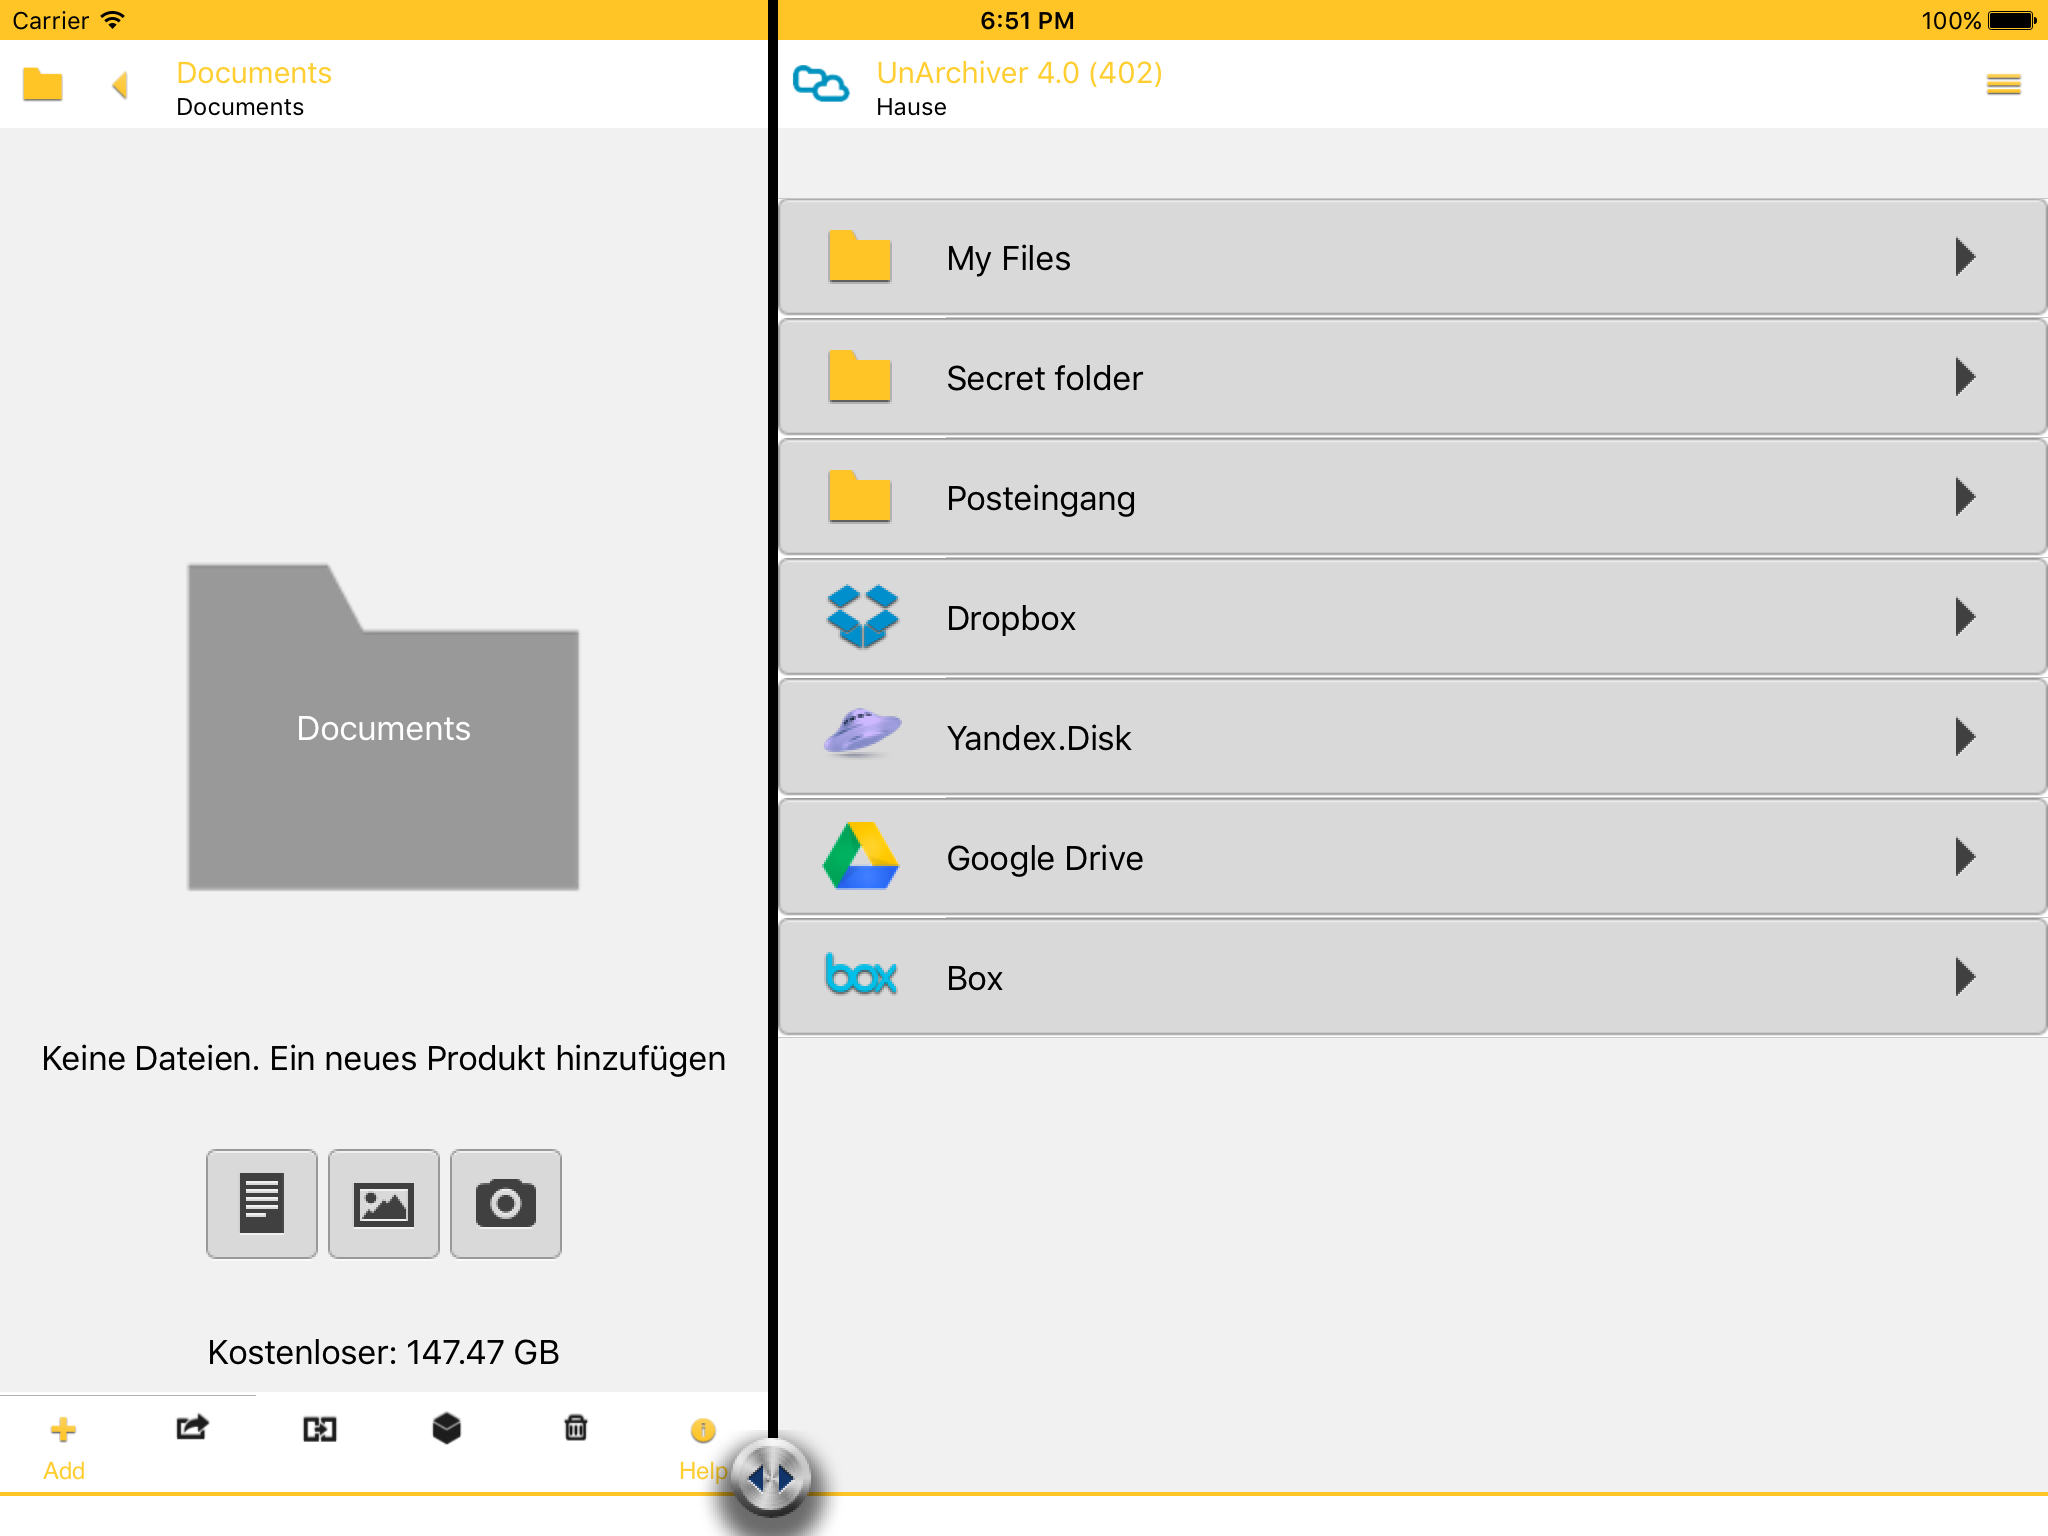 Carrier
6:51 PM
100%
Documents
Documents
UnArchiver 4.0 (402)
Hause
Documents
Keine Dateien. Ein neues Produkt hinzufügen
Kostenloser: 147.47 GB
Add
Help
My Files
Secret folder
Posteingang
Dropbox
Yandex.Disk
Google Drive
box
Box